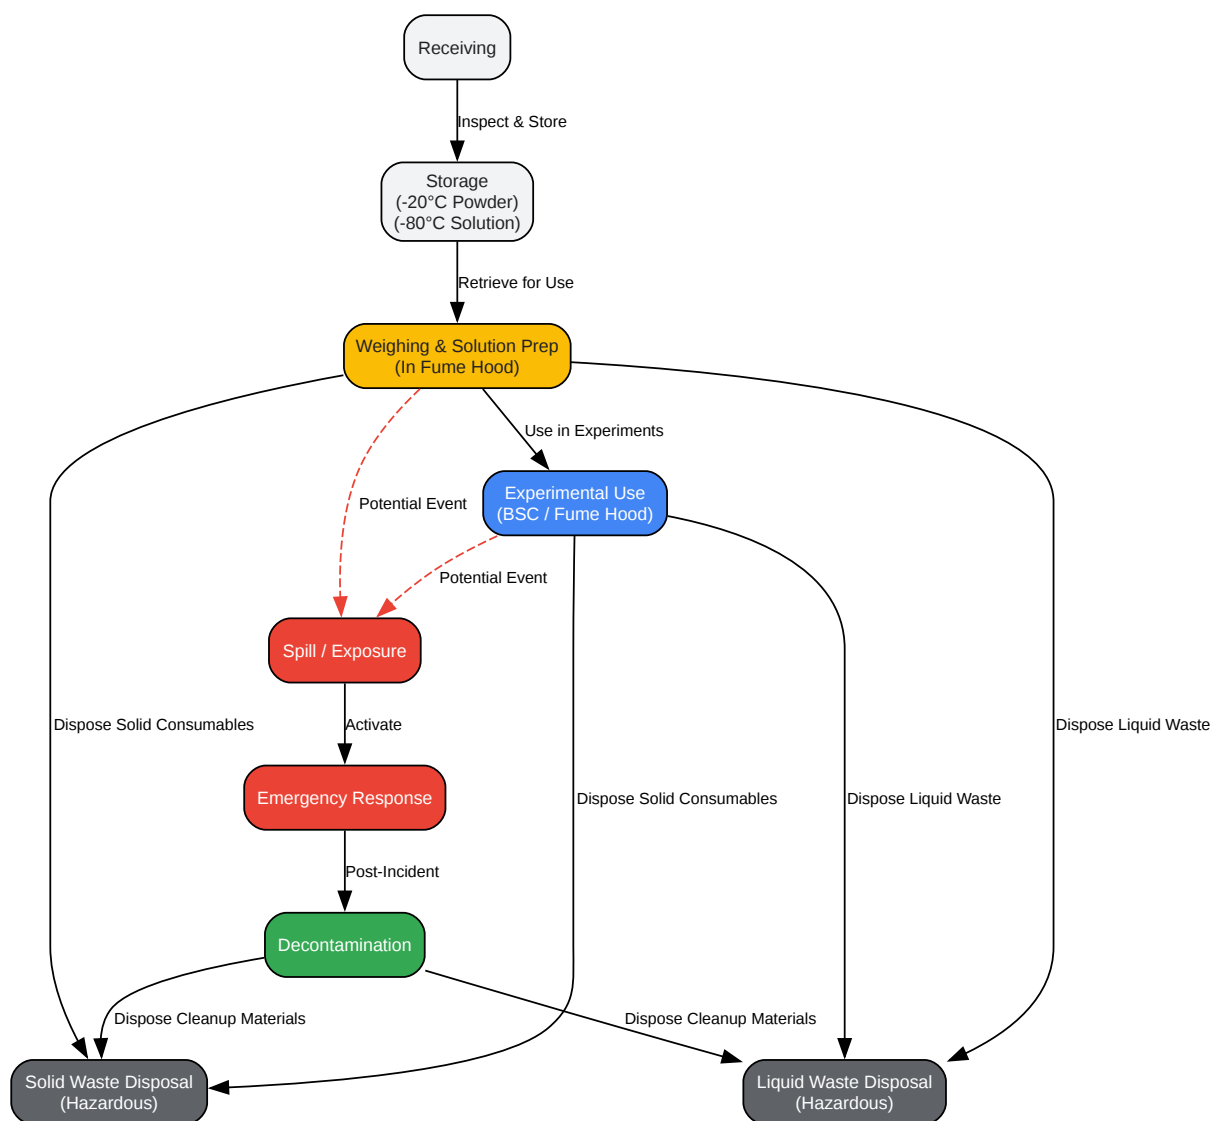 Receiving
Inspect & Store
Storage
(-20°C Powder)
(-80°C Solution)
Retrieve for Use
Weighing & Solution Prep
(In Fume Hood)
Use in Experiments
Experimental Use
(BSC / Fume Hood)
Potential Event
Potential Event
Spill / Exposure
Dispose Solid Consumables
Activate
Dispose Liquid Waste
Emergency Response
Dispose Solid Consumables
Dispose Liquid Waste
Post-Incident
Decontamination
Dispose Cleanup Materials
Dispose Cleanup Materials
Solid Waste Disposal
(Hazardous)
Liquid Waste Disposal
(Hazardous)